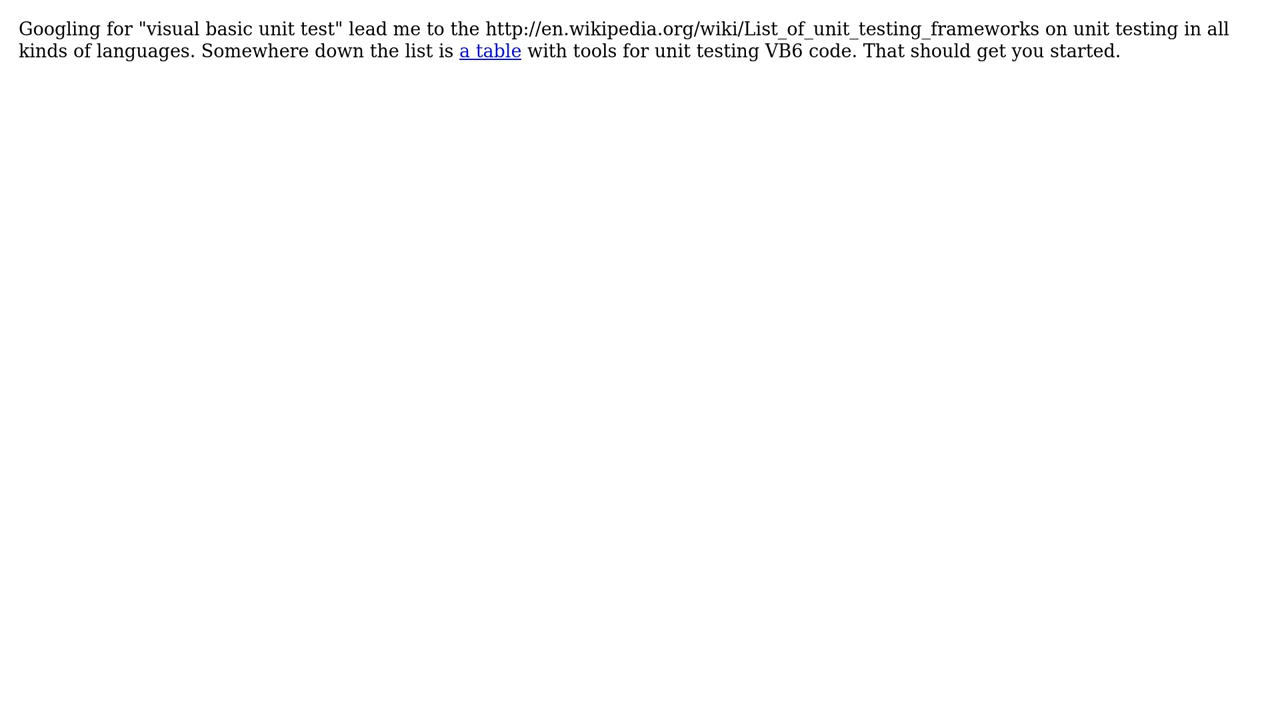 Googling for "visual basic unit test" lead me to the http://en.wikipedia.org/wiki/List_of_unit_testing_frameworks on unit testing in all
kinds of languages. Somewhere down the list is a table with tools for unit testing VB6 code. That should get you started.